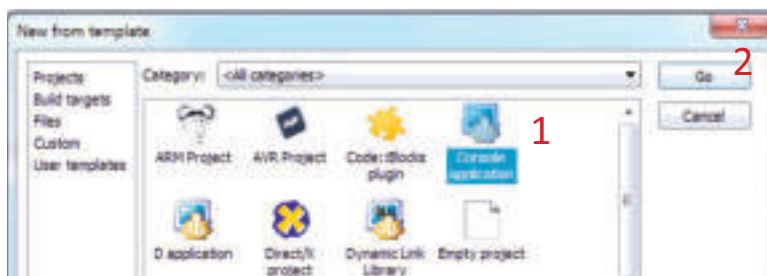 New from template
Projects
Build targets
Files
Custom
User templates
Category: <All categories>
Go
2
Cancel
ARM Project
AVR Project
Code::Blocks
plugin
Console
application
1
D application
Direct/X
project
Dynamic Link
Library
Empty project